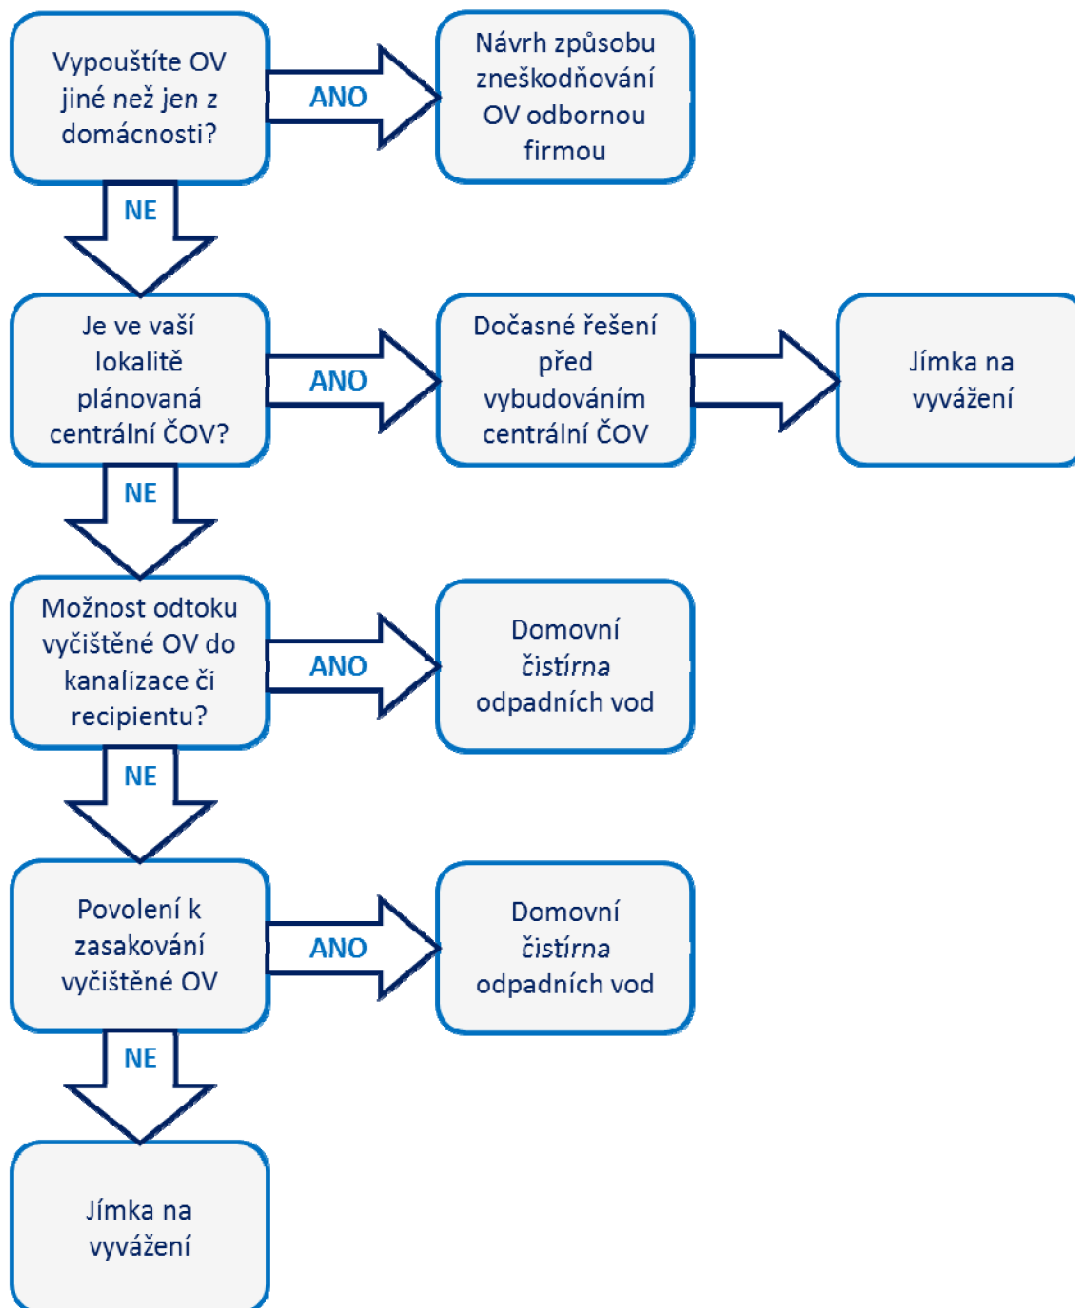 Vypouštíte OV
jiné než jen z
domácnosti?
ANO
Návrh způsobu
zneškodňování
OV odbornou
firmou
NE
Je ve vaší
lokalitě
plánovaná
centrální ČOV?
ANO
Dočasné řešení
před
vybudováním
centrální ČOV
Jímka na
vyvážení
NE
Možnost odtoku
vyčištěné OV do
kanalizace či
recipientu?
ANO
Domovní
čistírna
odpadních vod
NE
Povolení k
zasakování
vyčištěné OV
ANO
Domovní
čistírna
odpadních vod
NE
Jímka na
vyvážení